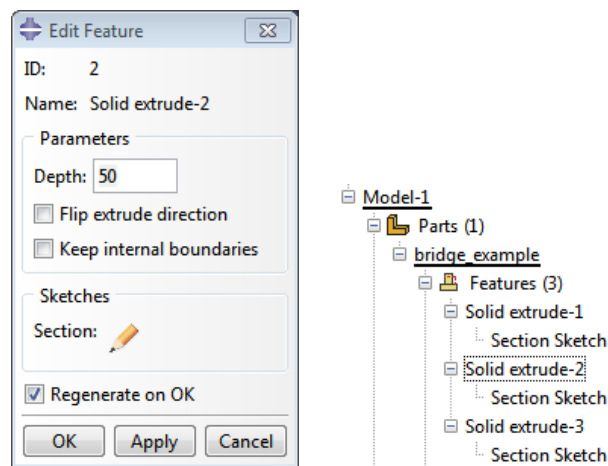 Edit Feature
ID: 2
Name: Solid extrude-2
Parameters
Depth: 50
Flip extrude direction
Keep internal boundaries
Sketches
Section:
Regenerate on OK
OK Apply Cancel
Model-1
Parts (1)
bridge_example
Features (3)
Solid extrude-1
Section Sketch
Solid extrude-2
Section Sketch
Solid extrude-3
Section Sketch